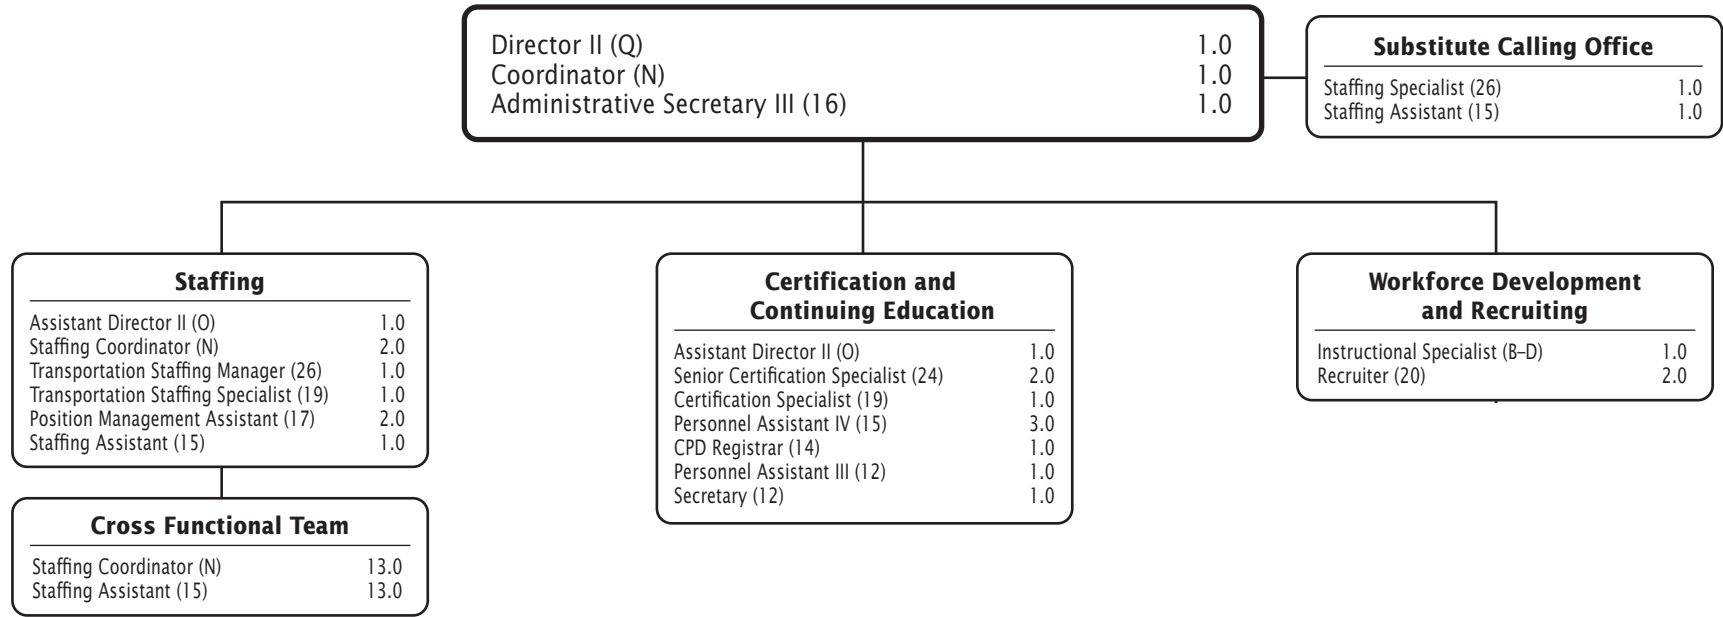 Director II (Q) 1.0
Coordinator (N) 1.0
Administrative Secretary III (16) 1.0
Substitute Calling Office
Staffing Specialist (26) 1.0
Staffing Assistant (15) 1.0
Staffing
Assistant Director II (O) 1.0
Staffing Coordinator (N) 2.0
Transportation Staffing Manager (26) 1.0
Transportation Staffing Specialist (19) 1.0
Position Management Assistant (17) 2.0
Staffing Assistant (15) 1.0
Cross Functional Team
Staffing Coordinator (N) 13.0
Staffing Assistant (15) 13.0
Certification and
Continuing Education
Assistant Director II (O) 1.0
Senior Certification Specialist (24) 2.0
Certification Specialist (19) 1.0
Personnel Assistant IV (15) 3.0
CPD Registrar (14) 1.0
Personnel Assistant III (12) 1.0
Secretary (12) 1.0
Workforce Development
and Recruiting
Instructional Specialist (B–D) 1.0
Recruiter (20) 2.0